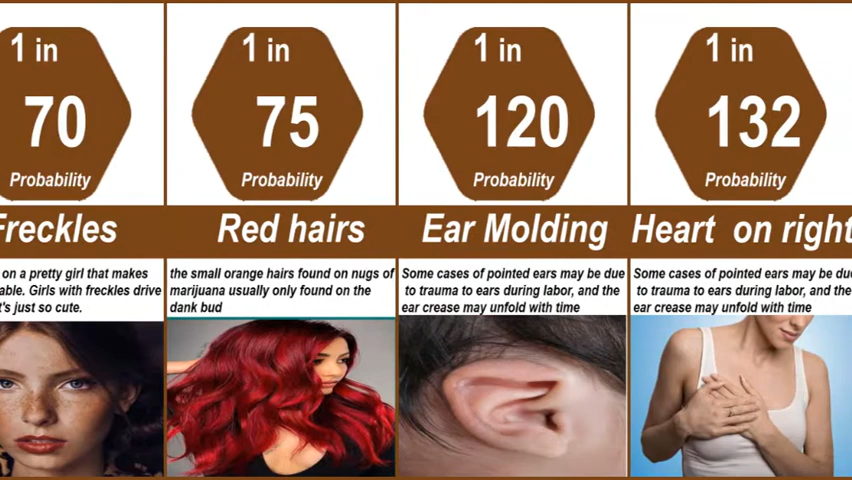 1 in
70
Probability
Freckles
on a pretty girl that makes
able. Girls with freckles drive
t's just so cute.
1 in
75
Probability
Red hairs
the small orange hairs found on nugs of
marijuana usually only found on the
dank bud
1 in
120
Probability
Ear Molding
Some cases of pointed ears may be due
to trauma to ears during labor, and the
ear crease may unfold with time
1 in
132
Probability
Heart on right
Some cases of pointed ears may be due
to trauma to ears during labor, and the
ear crease may unfold with time